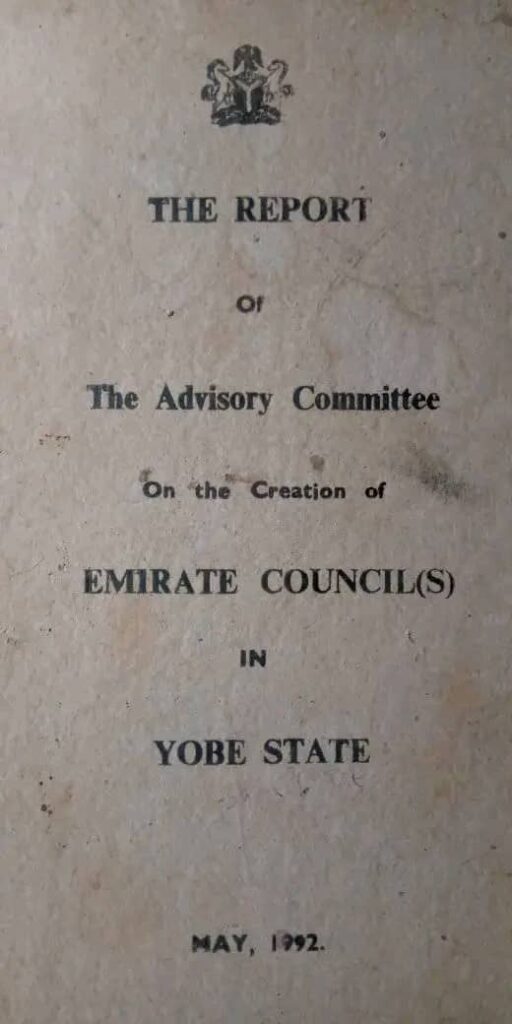 THE REPORT
Of
The Advisory Committee
On the Creation of
EMIRATE COUNCIL(S)
IN
YOBE STATE
MAY, 1992.